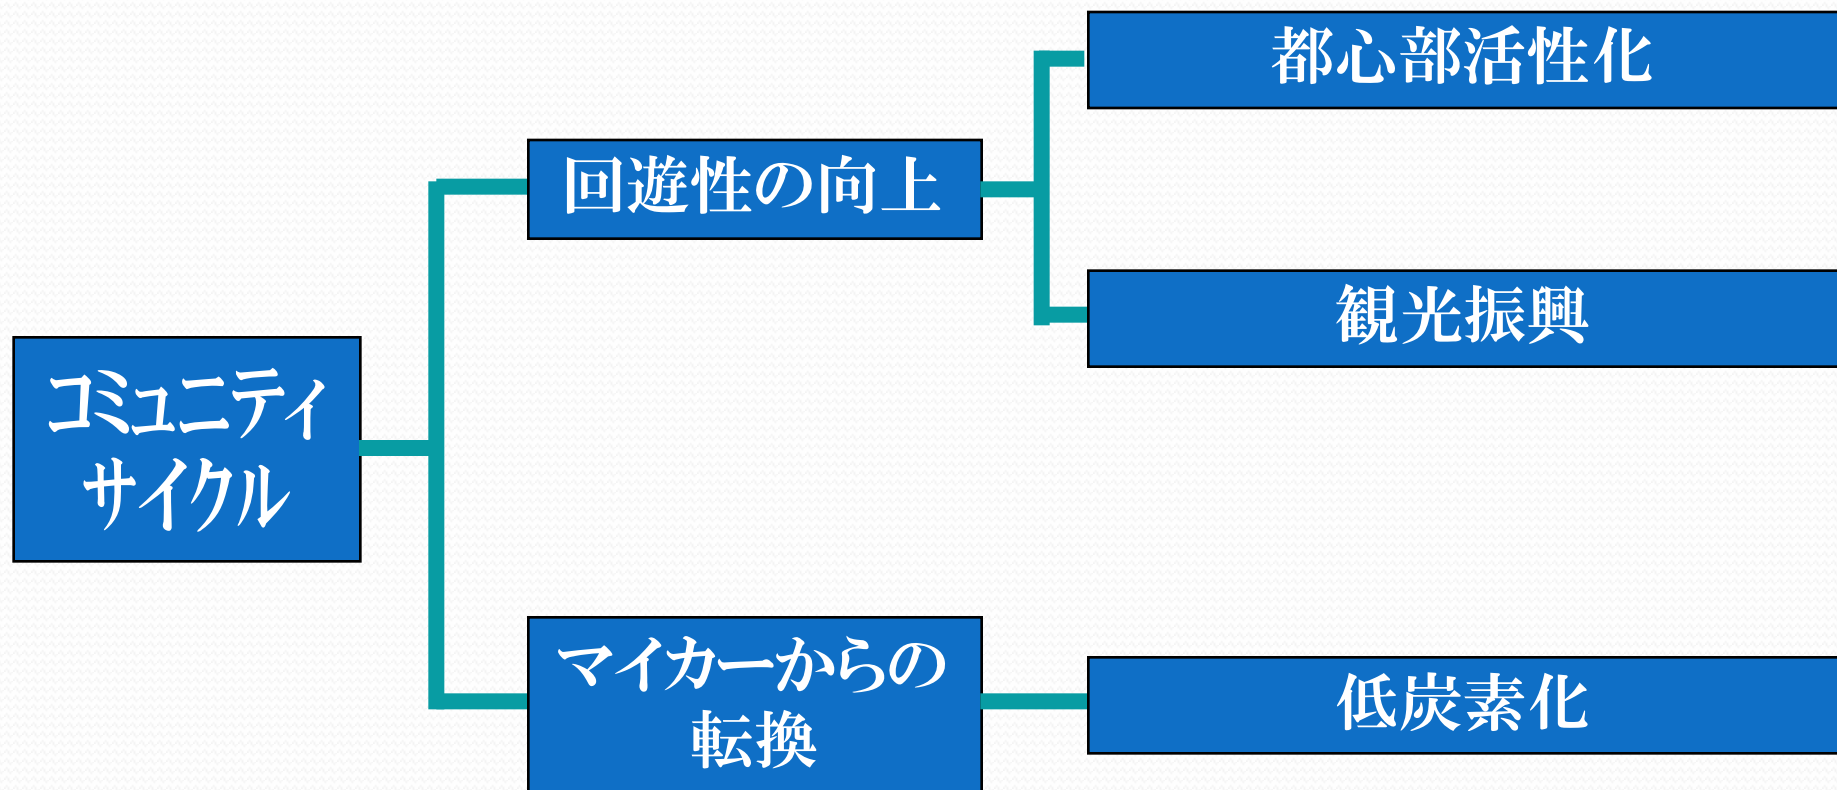 都心部活性化
回遊性の向上
観光振興
コミュニティ
サイクル
マイカーからの
転換
低炭素化